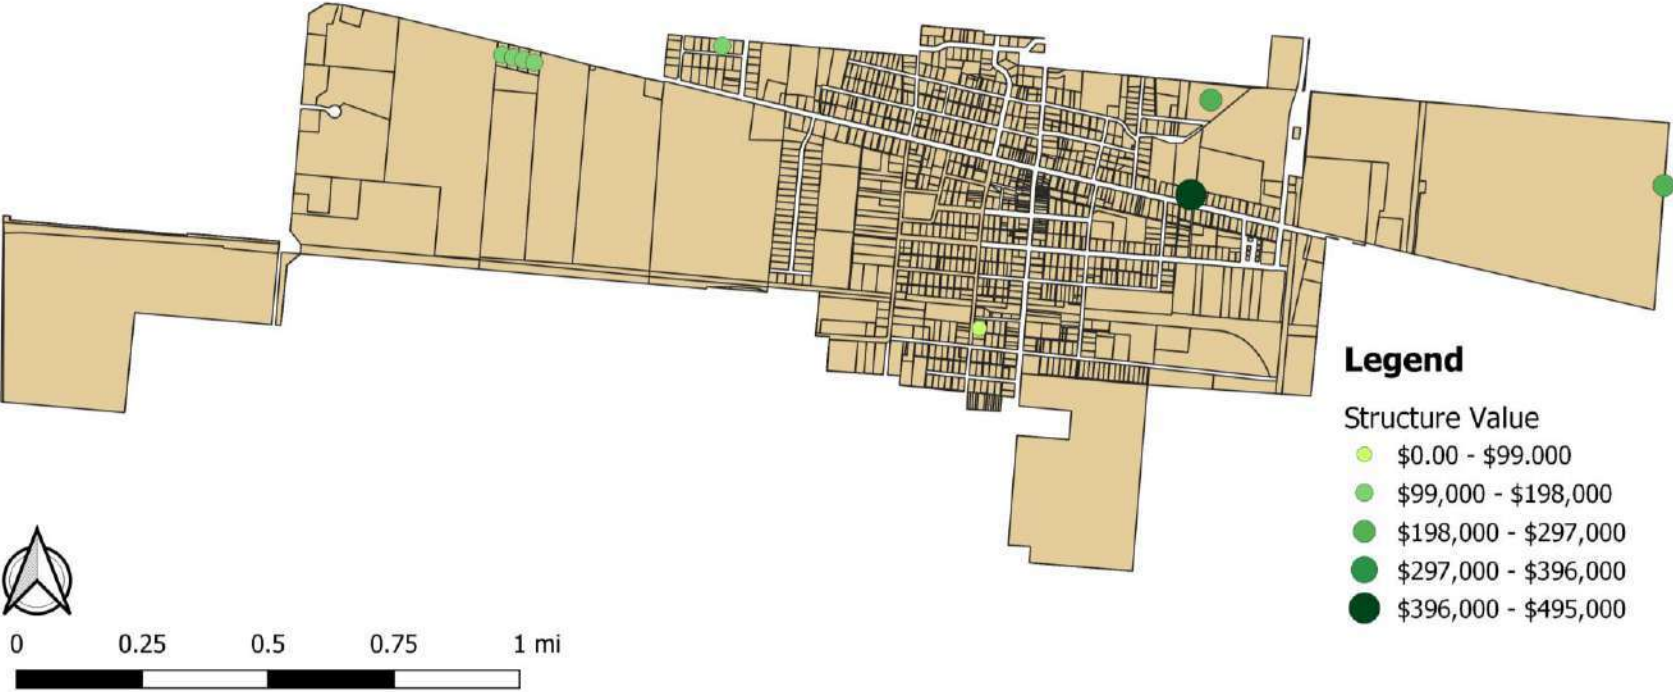 Legend
Structure Value
$0.00 - $99.000
$99,000 - $198,000
$198,000 - $297,000
$297,000 - $396,000
$396,000 - $495,000
0 0.25 0.5 0.75 1 mi